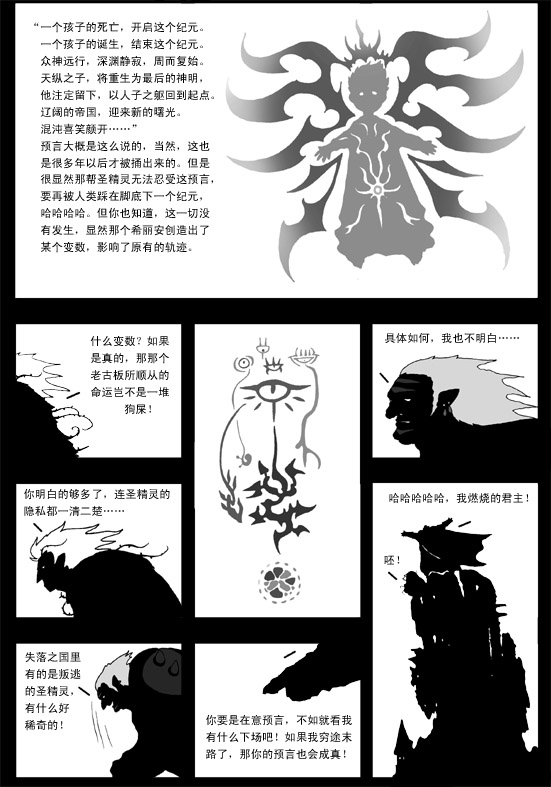 “一个孩子的死亡，开启这个纪元。
一个孩子的诞生，结束这个纪元。
众神远行，深渊静寂，周而复始。
天纵之子，将重生为最后的神明，
他注定留下，以人子之躯回到起点。
辽阔的帝国，迎来新的曙光。
混沌喜笑颜开……”
预言大概是这么说的，当然，这也
是很多年以后才被捅出来的。但是
很显然那帮圣精灵无法忍受这预言，
要再被人类踩在脚底下一个纪元，
哈哈哈哈。但你也知道，这一切没
有发生，显然那个希丽安创造出了
某个变数，影响了原有的轨迹。
什么变数？如果
是真的，那那个
老古板所顺从的
命运岂不是一堆
狗屎！
具体如何，我也不明白……
你明白的够多了，连圣精灵的
隐私都一清二楚……
哈哈哈哈哈，我燃烧的君主！
呸！
失落之国里
有的是叛逃
的圣精灵，
有什么好
稀奇的！
你要是在意预言，不如就看我
有什么下场吧！如果我穷途末
路了，那你的预言也会成真！